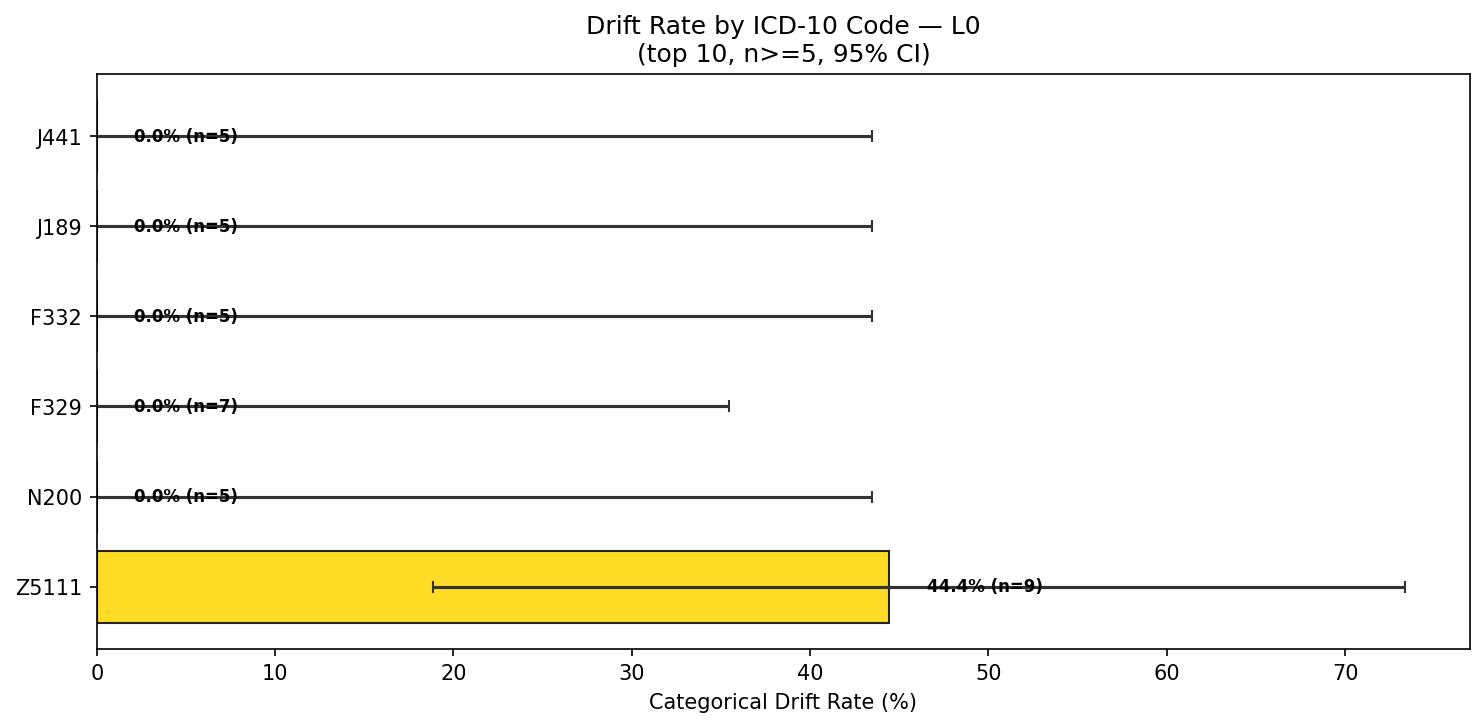 Drift Rate by ICD-10 Code — L0
(top 10, n>=5, 95% CI)
J441
0.0% (n=5)
J189
0.0% (n=5)
F332
0.0% (n=5)
F329
0.0% (n=7)
N200
0.0% (n=5)
Z5111
44.4% (n=9)
0 10 20 30 40 50 60 70
Categorical Drift Rate (%)